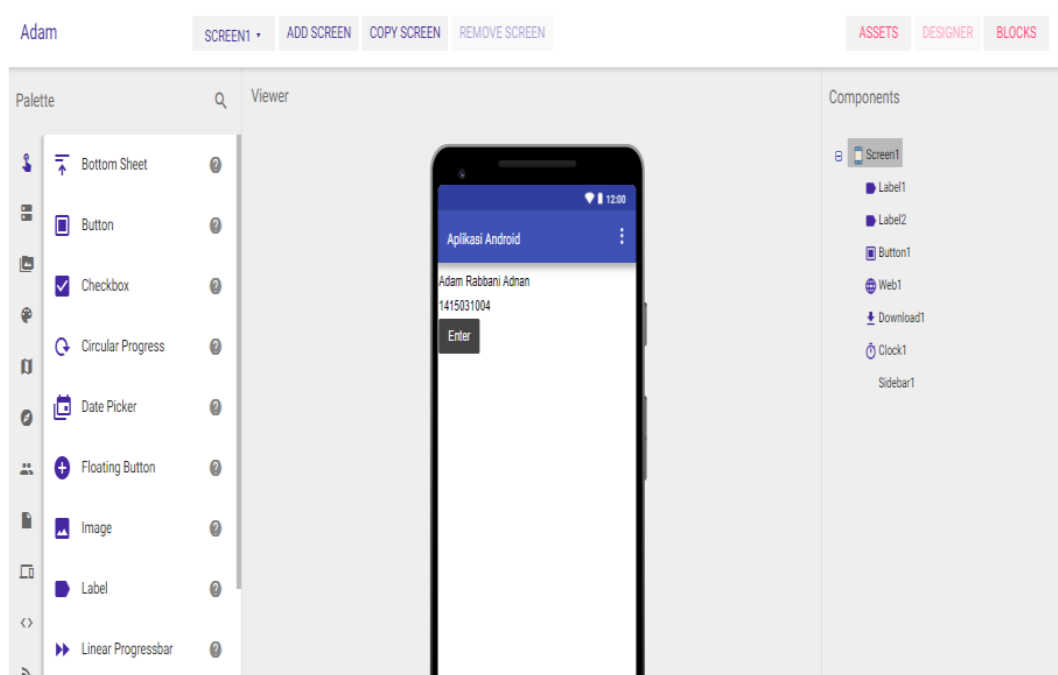 Adam
SCREEN1 ADD SCREEN COPY SCREEN REMOVE SCREEN ASSETS DESIGNER BLOCKS
Palette
Bottom Sheet
Button
Checkbox
Circular Progress
Date Picker
Floating Button
Image
Label
Linear Progressbar
Viewer
12:00
Aplikasi Android
Adam Rabbani Adnan
1415031004
Enter
Components
Screen1
Label1
Label2
Button1
Web1
Download1
Clock1
Sidebar1